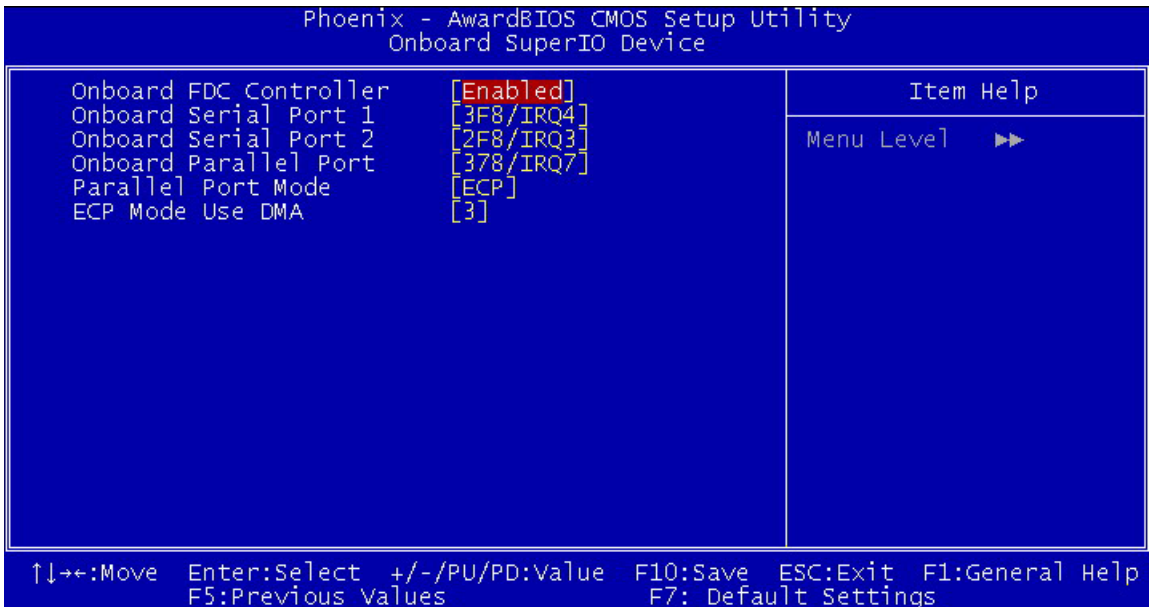 Phoenix - AwardBIOS CMOS Setup Utility
Onboard SuperIO Device
Onboard FDC Controller [Enabled]
Onboard Serial Port 1 [3F8/IRQ4]
Onboard Serial Port 2 [2F8/IRQ3]
Onboard Parallel Port [378/IRQ7]
Parallel Port Mode [ECP]
ECP Mode Use DMA [3]
Item Help
Menu Level ►►
↑↓→←:Move Enter:Select +/-/PU/PD:Value F10:Save ESC:Exit F1:General Help
F5:Previous Values F7: Default Settings